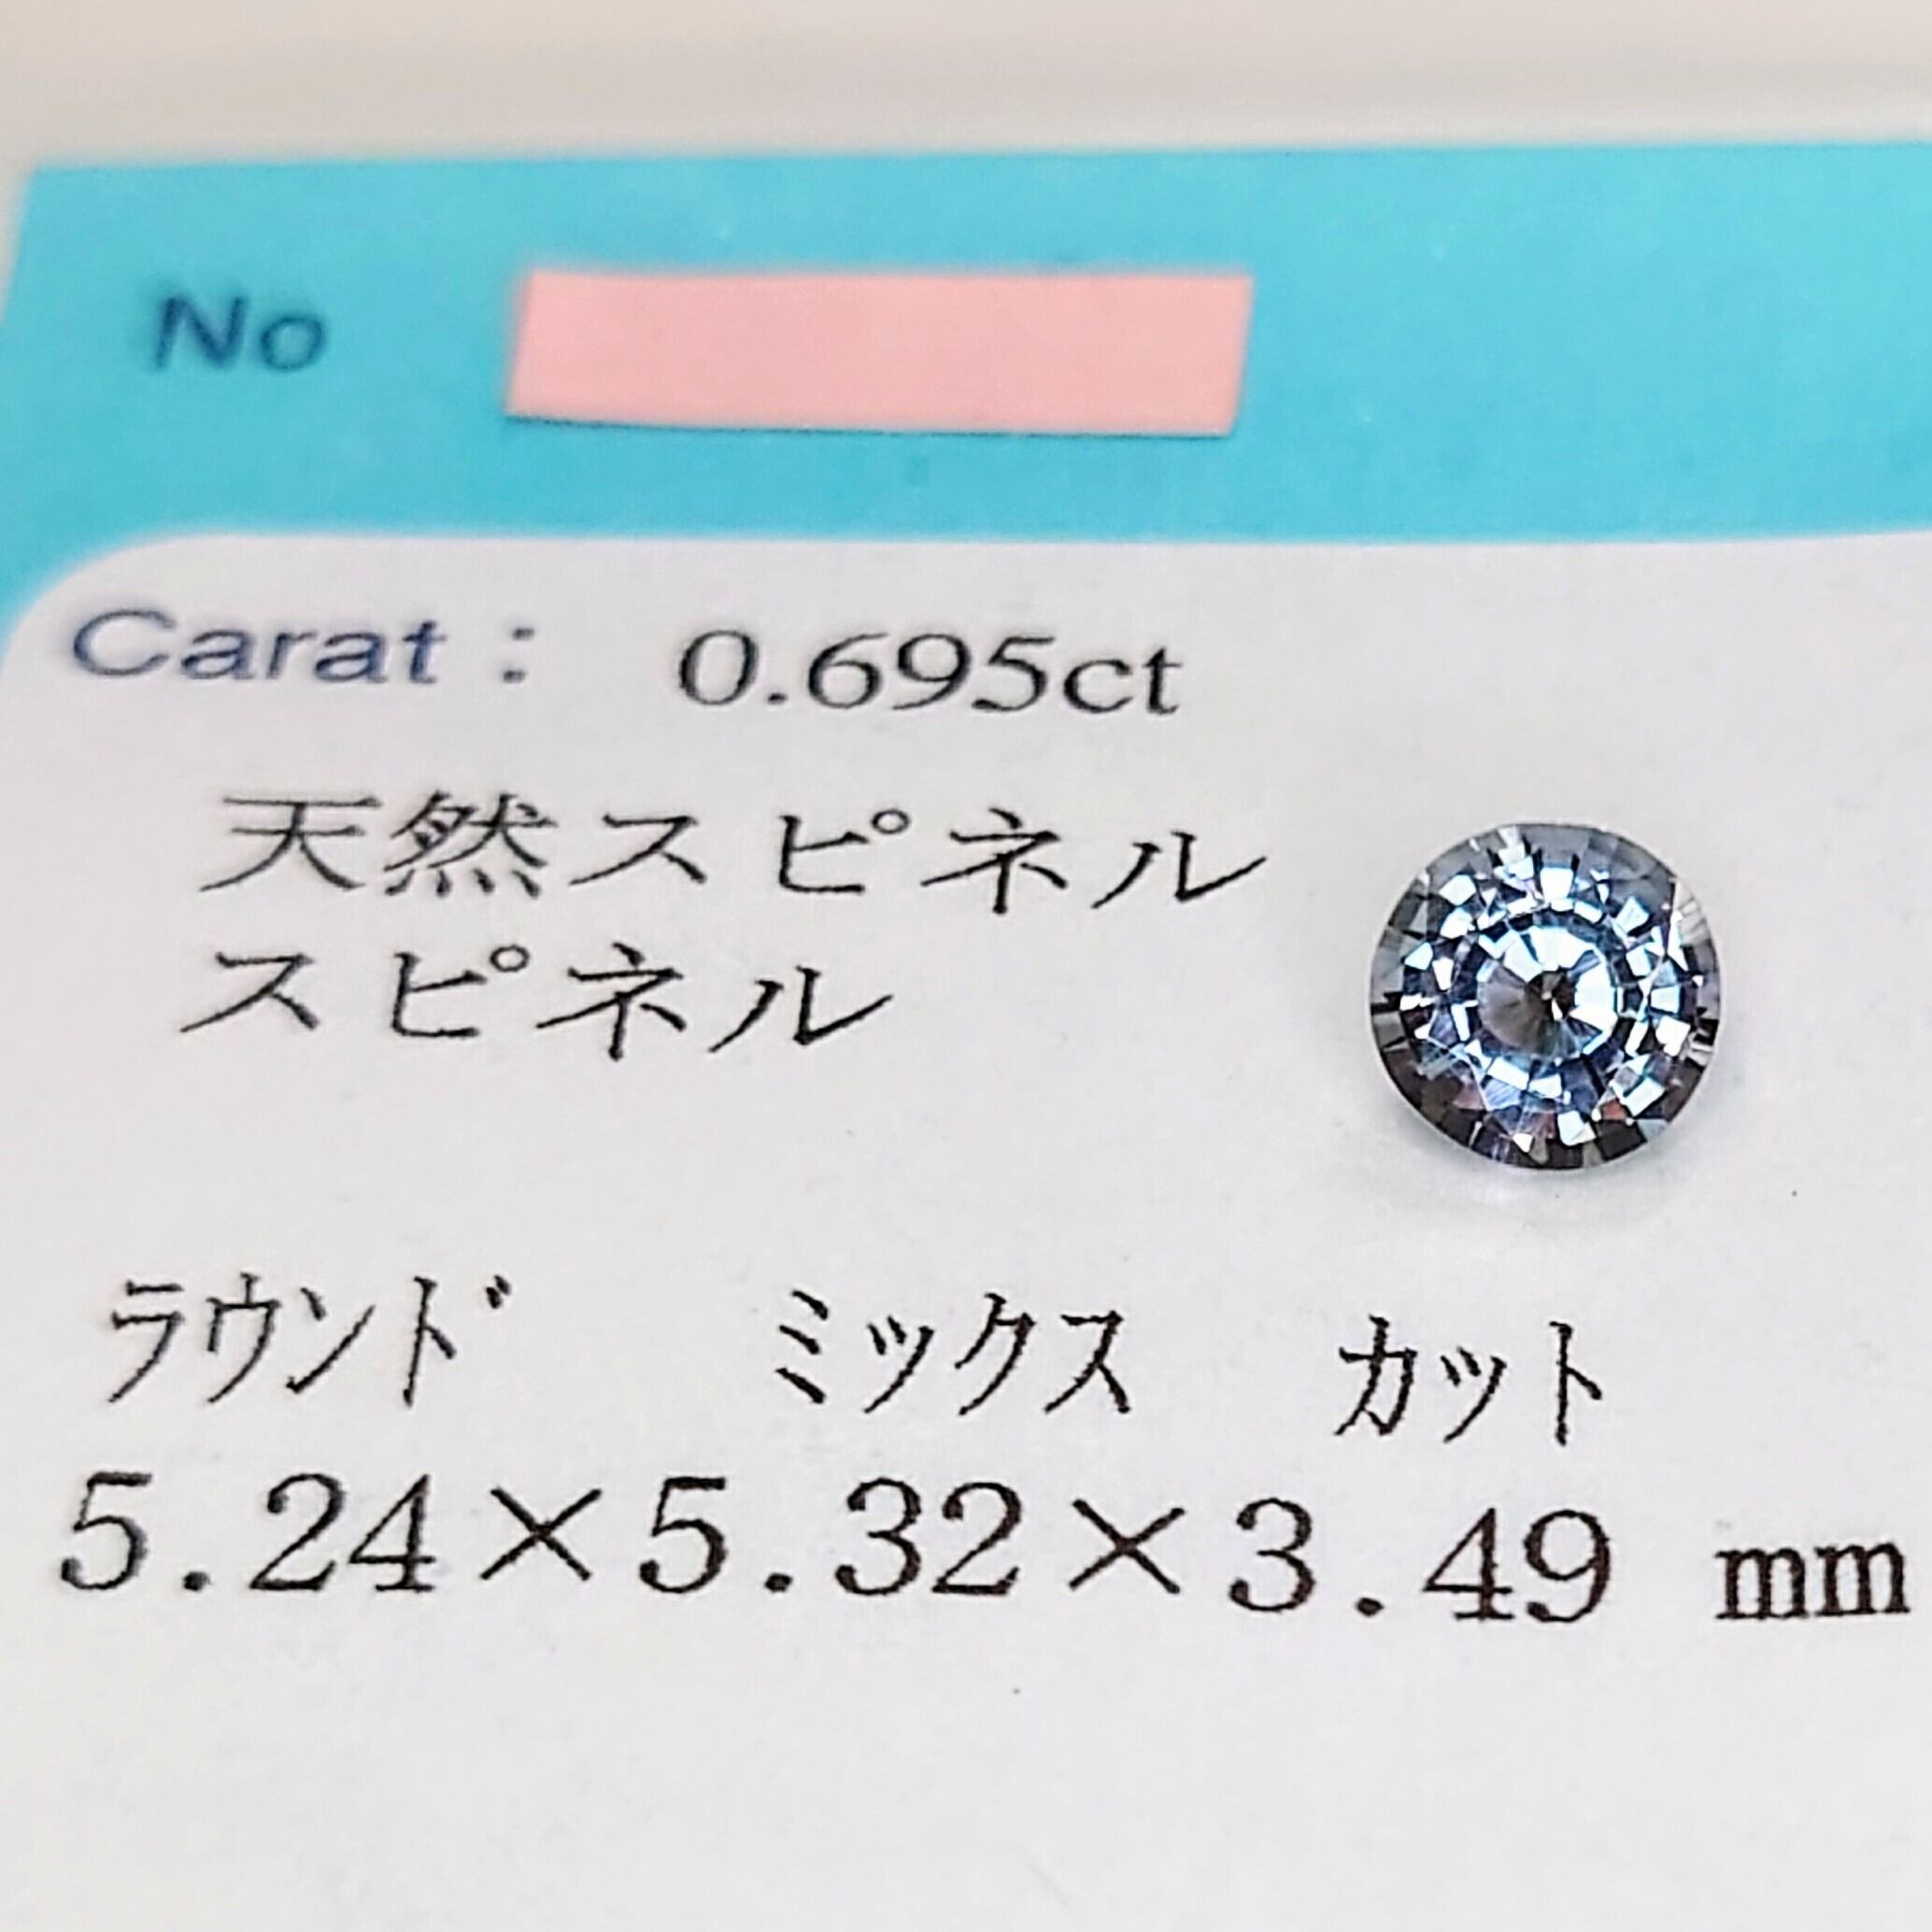 No
Carat : 0.695ct
天然スピネル
スピネル
ﾗｳﾝﾄﾞ ﾐｯｸｽ ｶｯﾄ
5.24×5.32×3.49 mm